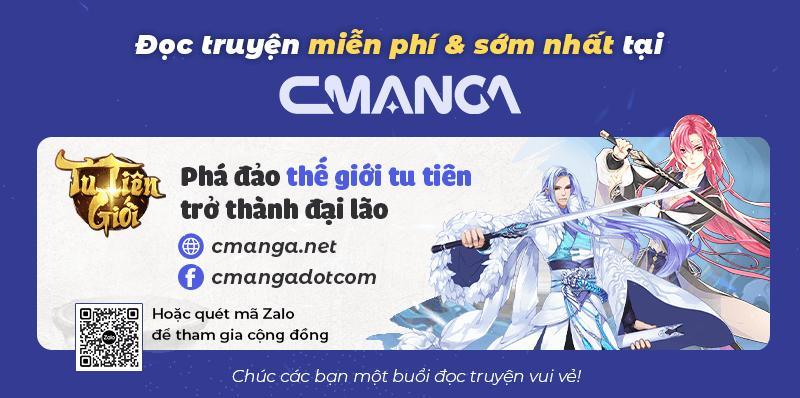 Đọc truyện miễn phí & sớm nhất tại
CMANGA
Tu Tiên
Giới
Phá đảo thế giới tu tiên
trở thành đại lão
cmanga.net
cmangadotcom
Zalo
Hoặc quét mã Zalo
để tham gia cộng đồng
Chúc các bạn một buổi đọc truyện vui vẻ!